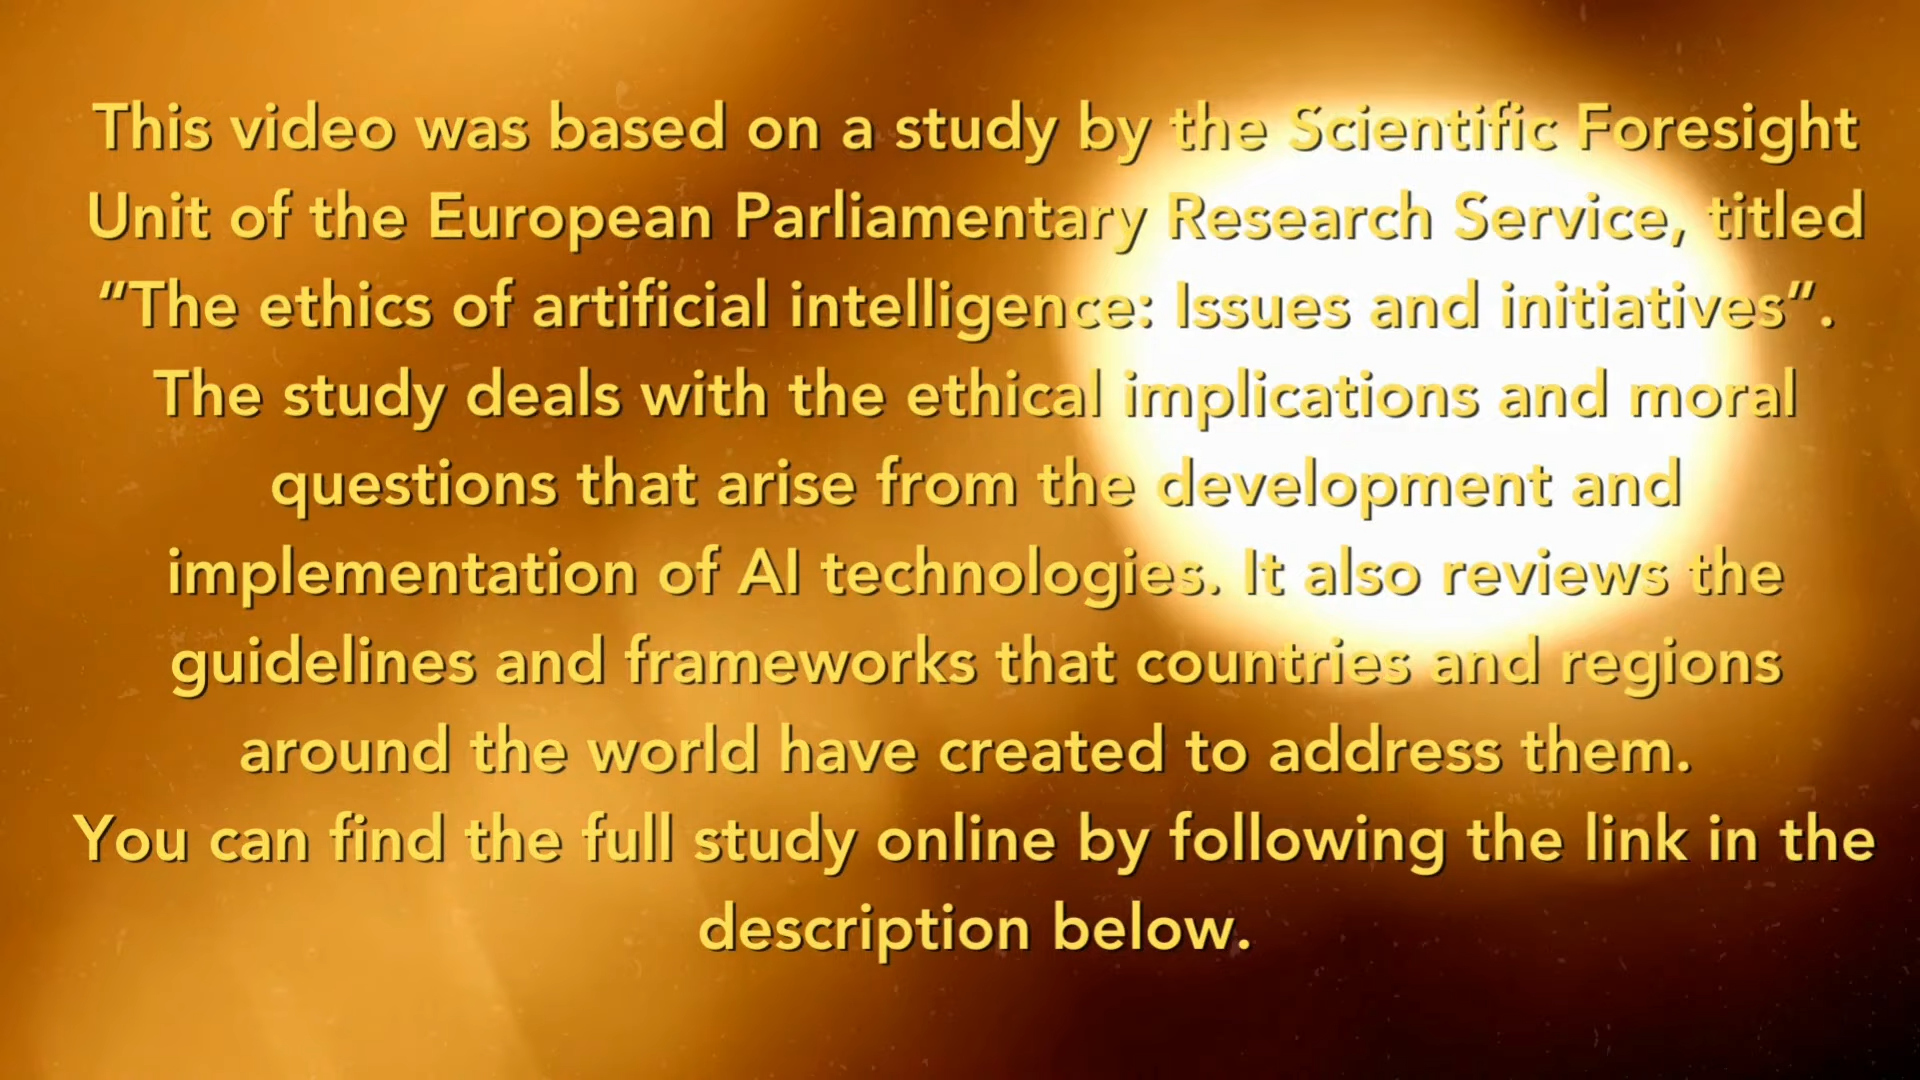 This video was based on a study by the Scientific Foresight
Unit of the European Parliamentary Research Service, titled
“The ethics of artificial intelligence: Issues and initiatives”.
The study deals with the ethical implications and moral
questions that arise from the development and
implementation of AI technologies. It also reviews the
guidelines and frameworks that countries and regions
around the world have created to address them.
You can find the full study online by following the link in the
description below.